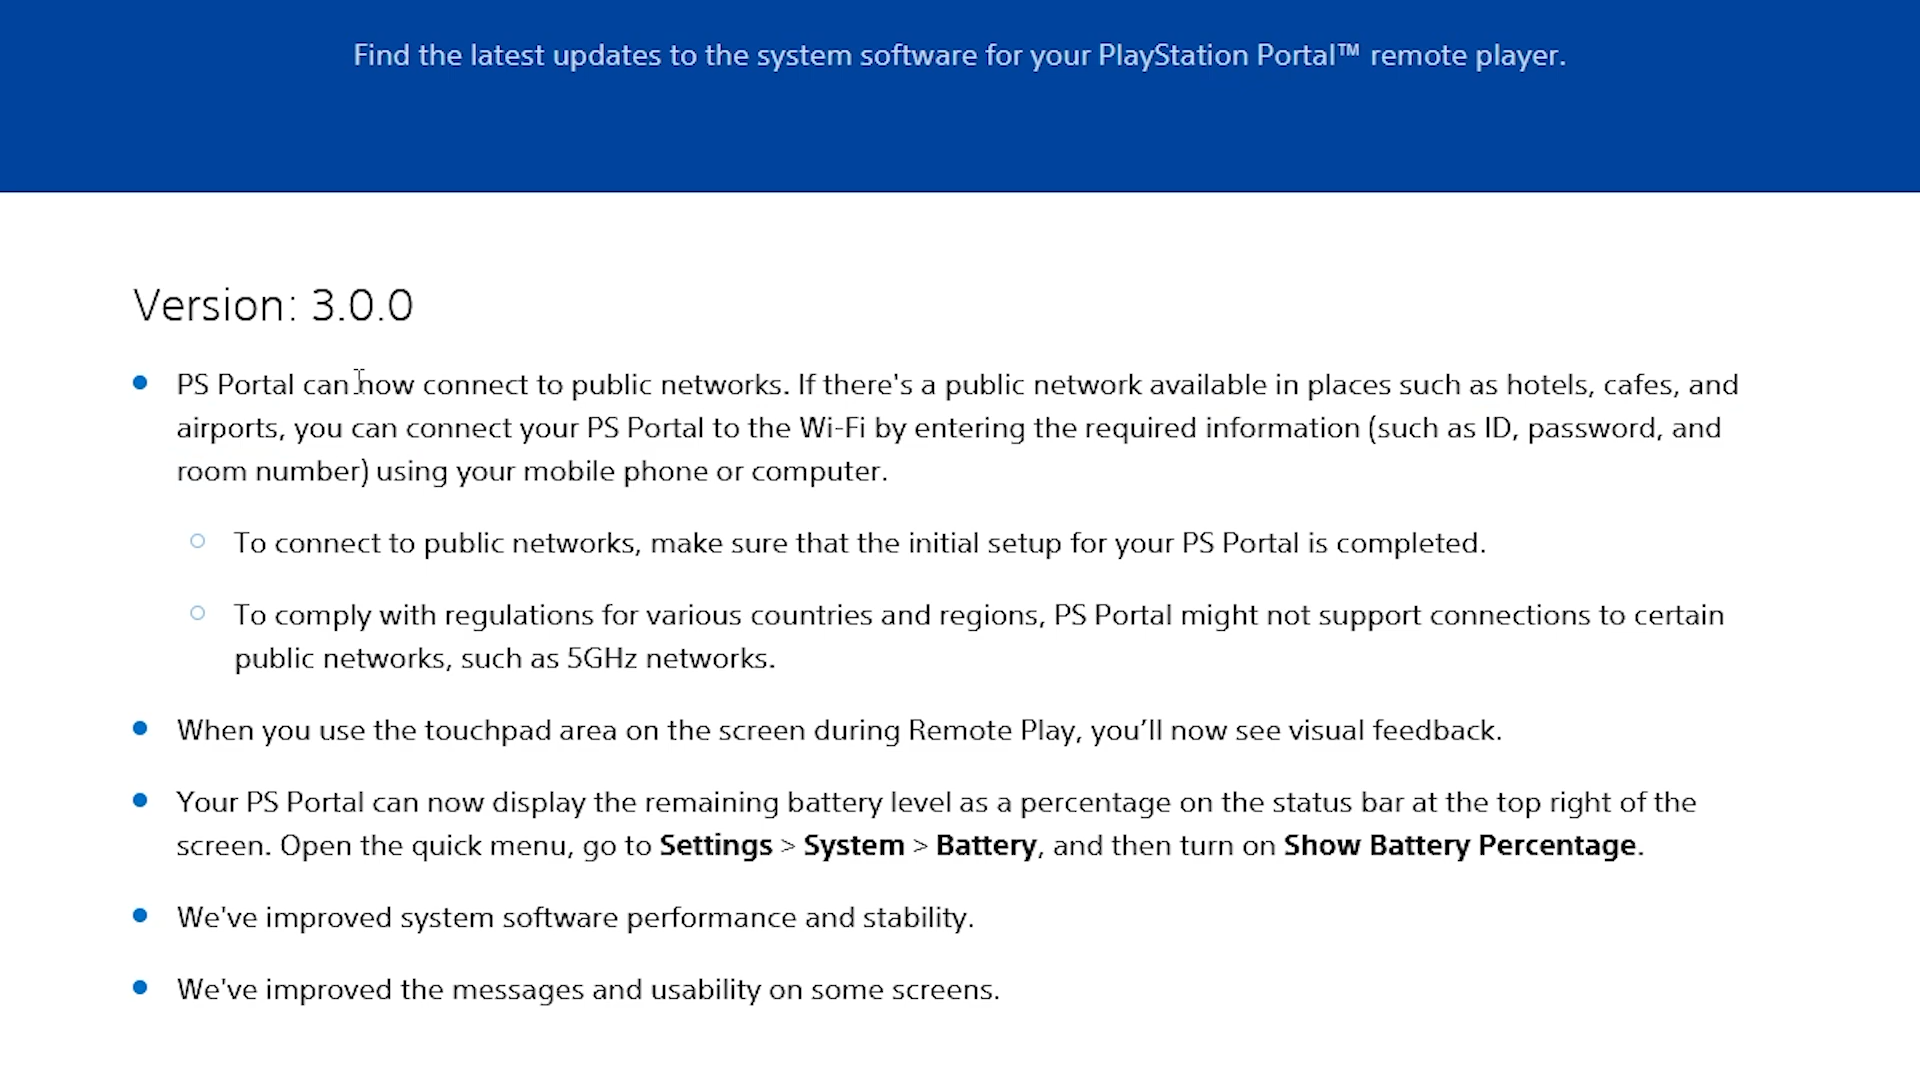 Find the latest updates to the system software for your PlayStation Portal™ remote player.
Version: 3.0.0
PS Portal can now connect to public networks. If there's a public network available in places such as hotels, cafes, and
airports, you can connect your PS Portal to the Wi-Fi by entering the required information (such as ID, password, and
room number) using your mobile phone or computer.
To connect to public networks, make sure that the initial setup for your PS Portal is completed.
To comply with regulations for various countries and regions, PS Portal might not support connections to certain
public networks, such as 5GHz networks.
When you use the touchpad area on the screen during Remote Play, you’ll now see visual feedback.
Your PS Portal can now display the remaining battery level as a percentage on the status bar at the top right of the
screen. Open the quick menu, go to Settings > System > Battery, and then turn on Show Battery Percentage.
We've improved system software performance and stability.
We've improved the messages and usability on some screens.